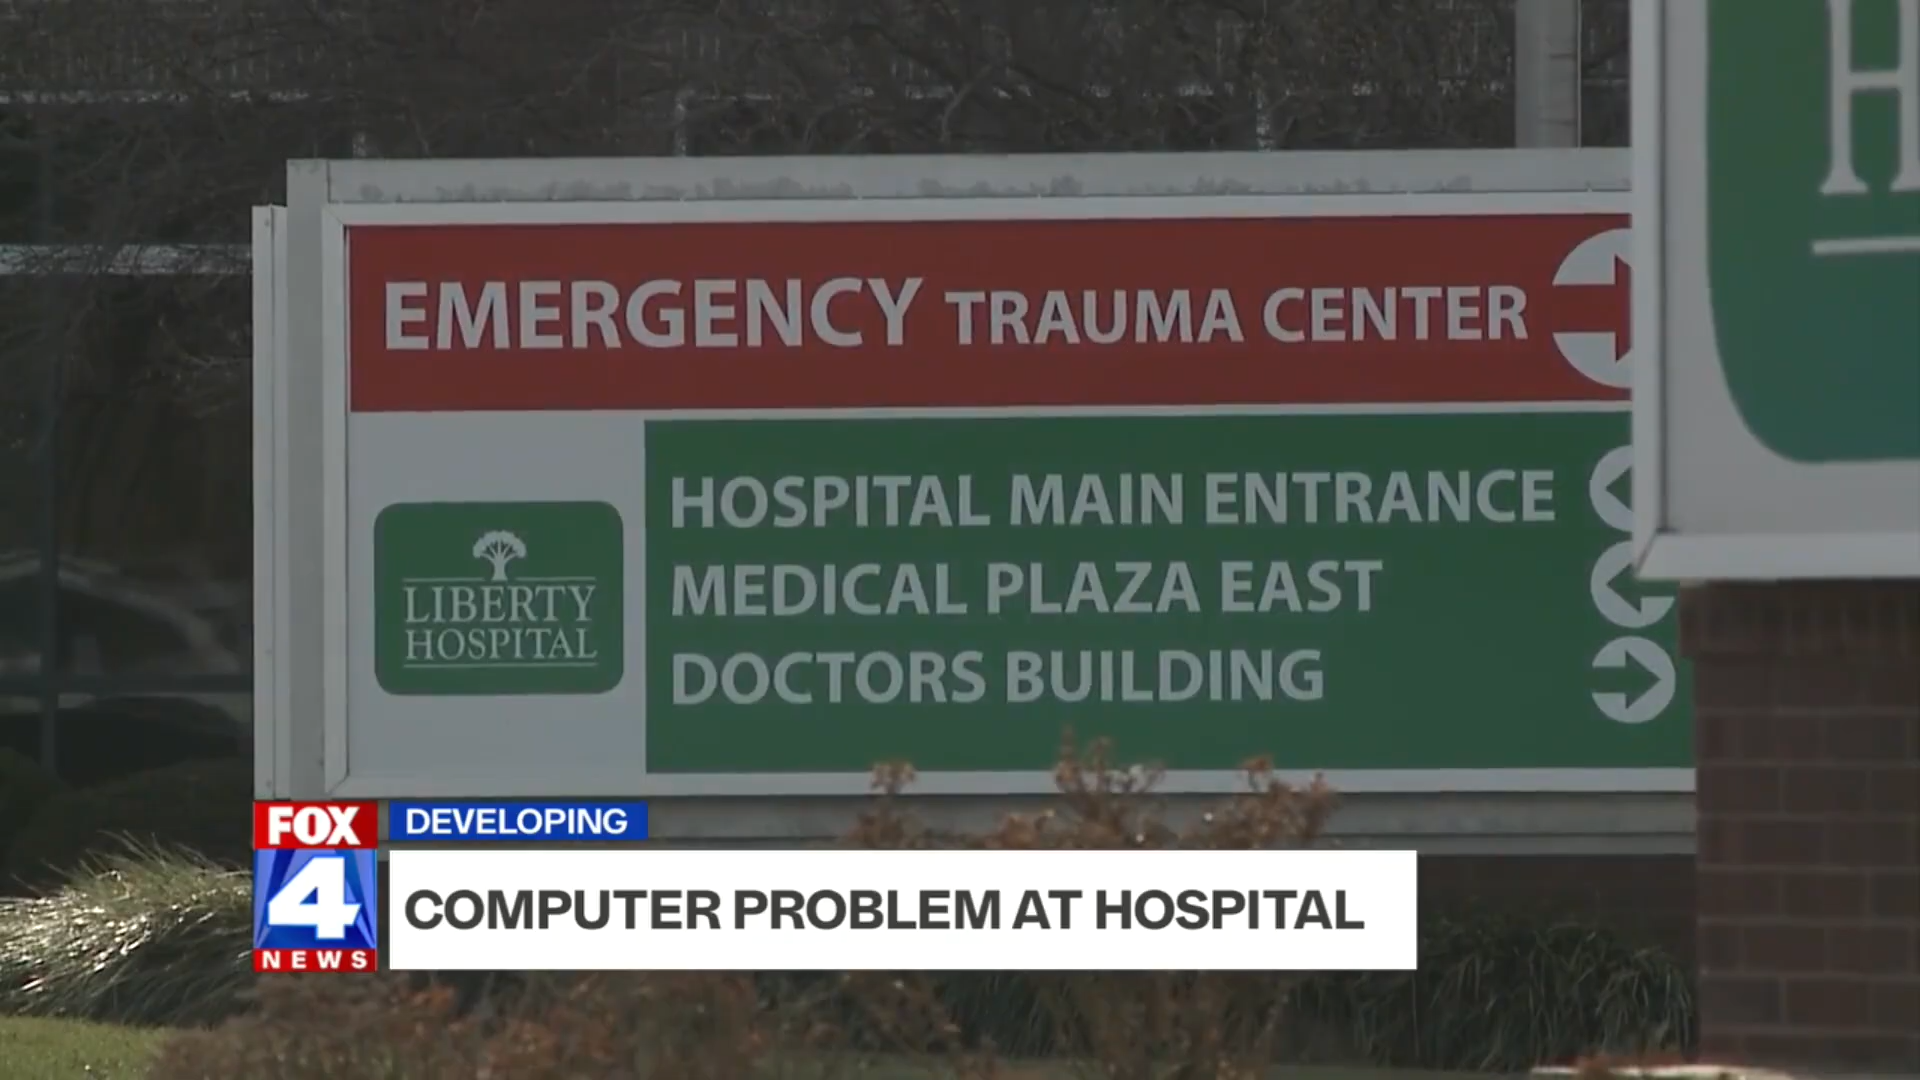 EMERGENCY TRAUMA CENTER
HOSPITAL MAIN ENTRANCE
MEDICAL PLAZA EAST
DOCTORS BUILDING
LIBERTY
HOSPITAL
H
FOX
4
NEWS
DEVELOPING
COMPUTER PROBLEM AT HOSPITAL